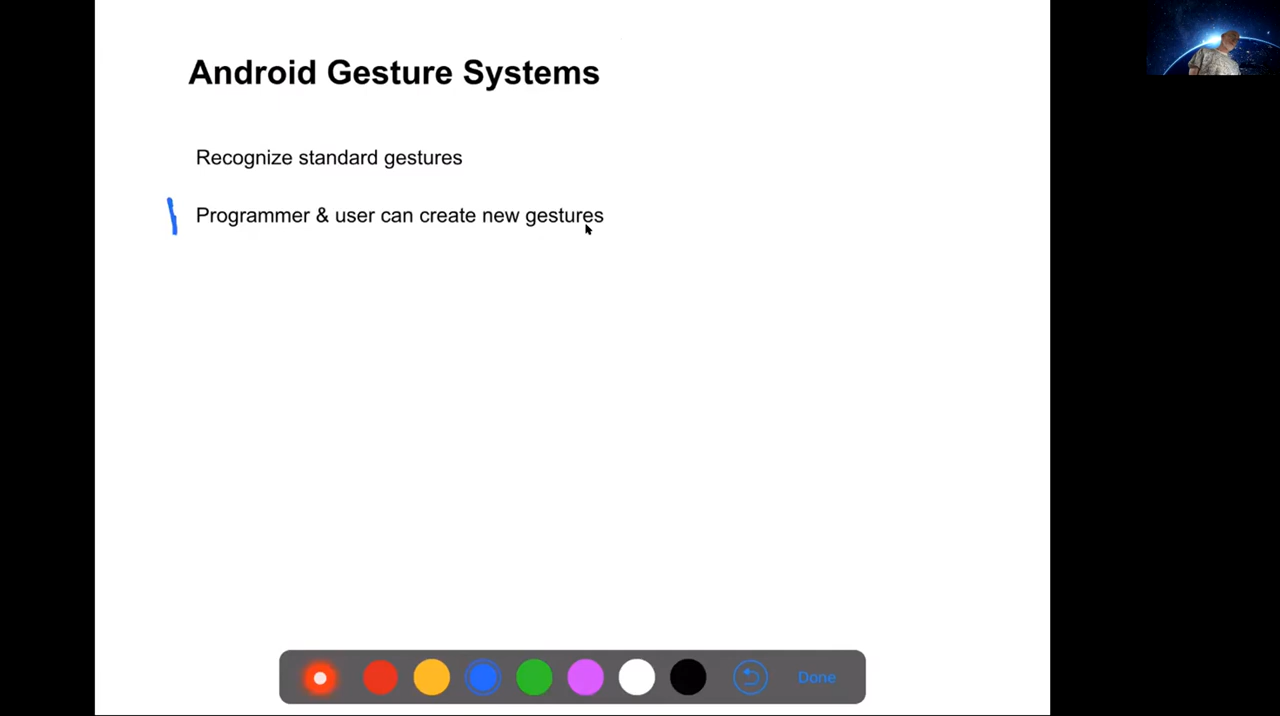 Android Gesture Systems
Recognize standard gestures
Programmer & user can create new gestures
Done